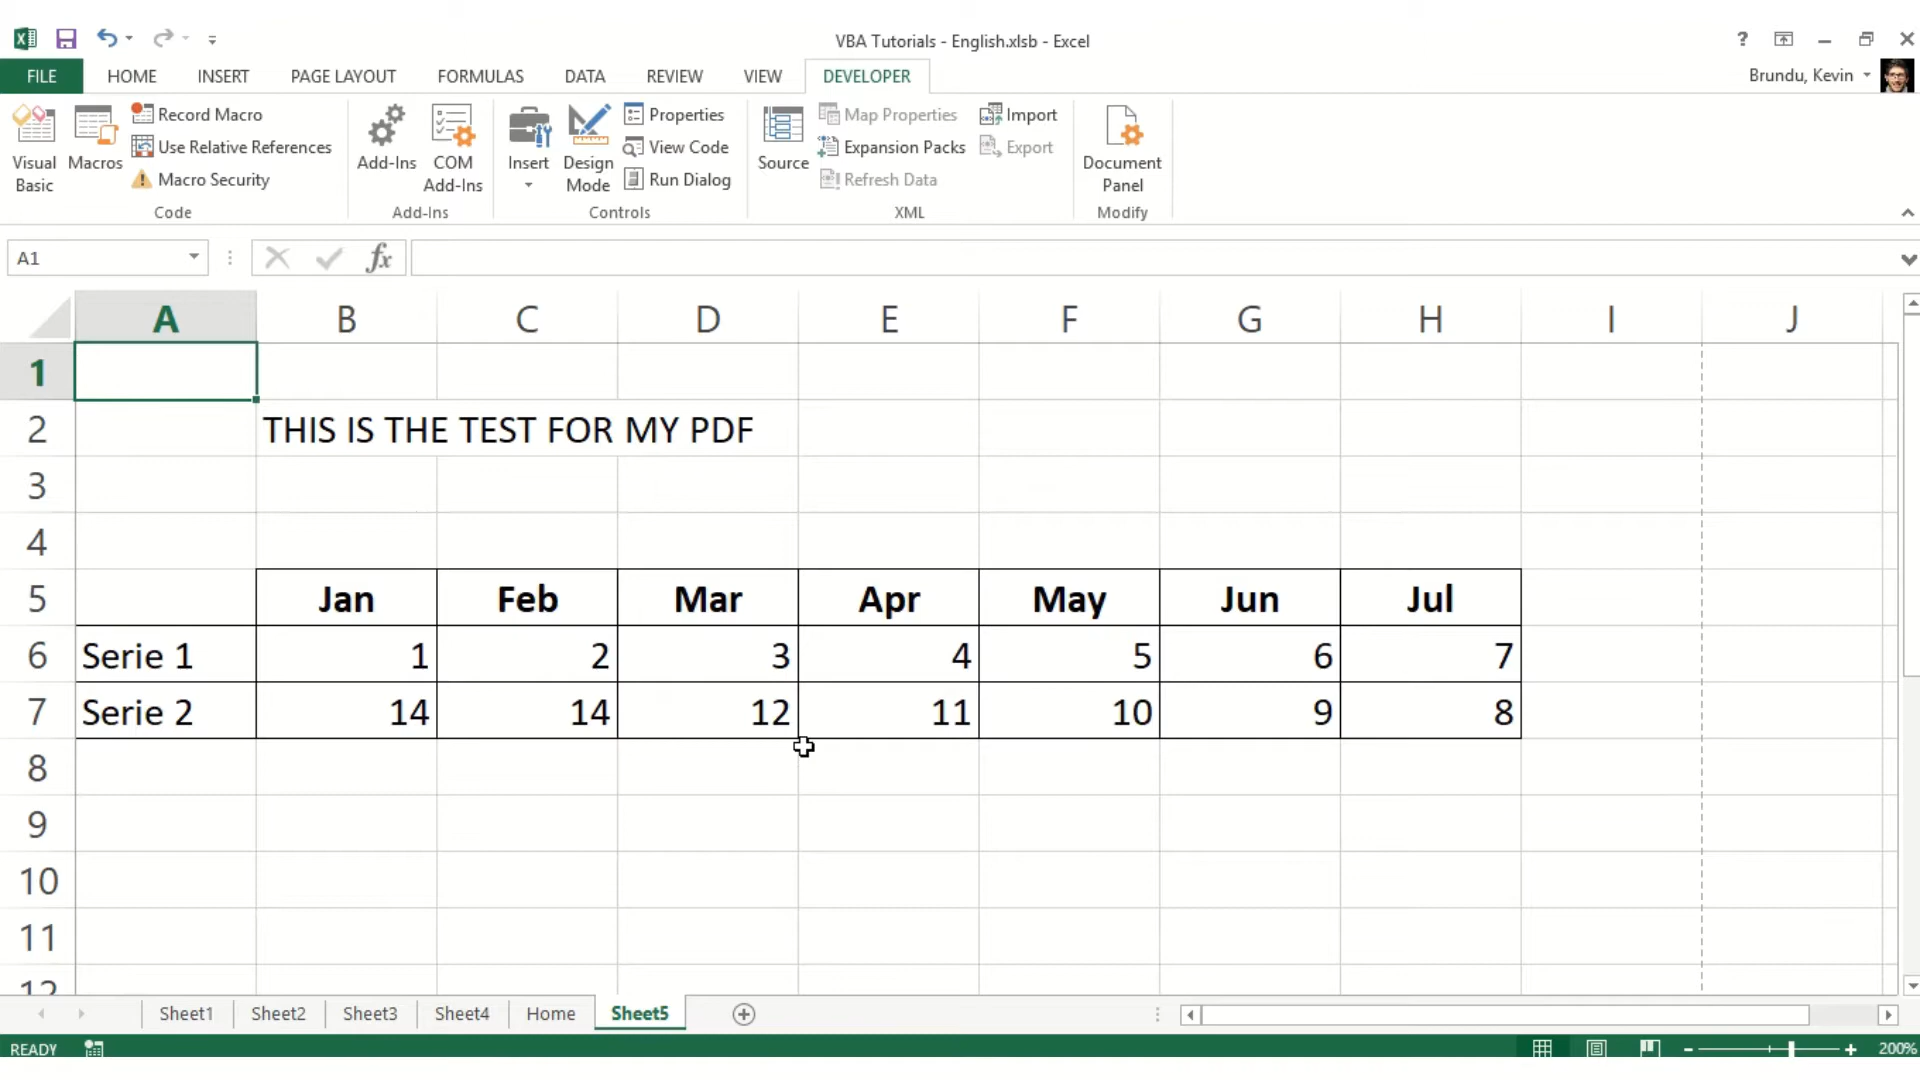 VBA Tutorials - English.xlsb - Excel
?
FILE HOME INSERT PAGE LAYOUT FORMULAS DATA REVIEW VIEW DEVELOPER Brundu, Kevin
Visual Basic
Macros
Record Macro
Use Relative References
Macro Security
Code
Add-Ins
COM Add-Ins
Add-Ins
Insert
Design Mode
Properties
View Code
Run Dialog
Controls
Source
Map Properties
Expansion Packs
Refresh Data
Import
Export
XML
Document Panel
Modify
A1 fx
A B C D E F G H I J
1
2 THIS IS THE TEST FOR MY PDF
3
4
5 Jan Feb Mar Apr May Jun Jul
6 Serie 1 1 2 3 4 5 6 7
7 Serie 2 14 14 12 11 10 9 8
8
9
10
11
12
Sheet1 Sheet2 Sheet3 Sheet4 Home Sheet5
READY 200%